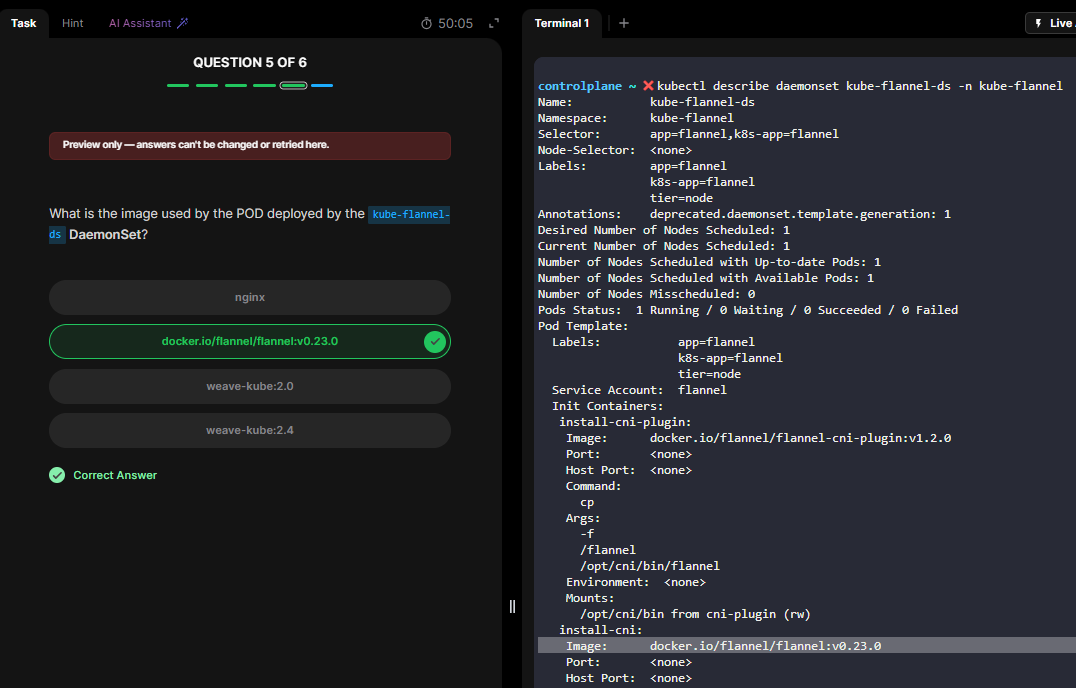 Task Hint AI Assistant 50:05
QUESTION 5 OF 6
Preview only — answers can't be changed or retried here.
What is the image used by the POD deployed by the kube-flannel-
ds DaemonSet?
nginx
docker.io/flannel/flannel:v0.23.0
weave-kube:2.0
weave-kube:2.4
Correct Answer
Terminal 1 + Live
controlplane ~ ✖ kubectl describe daemonset kube-flannel-ds -n kube-flannel
Name: kube-flannel-ds
Namespace: kube-flannel
Selector: app=flannel,k8s-app=flannel
Node-Selector: <none>
Labels: app=flannel
k8s-app=flannel
tier=node
Annotations: deprecated.daemonset.template.generation: 1
Desired Number of Nodes Scheduled: 1
Current Number of Nodes Scheduled: 1
Number of Nodes Scheduled with Up-to-date Pods: 1
Number of Nodes Scheduled with Available Pods: 1
Number of Nodes Misscheduled: 0
Pods Status: 1 Running / 0 Waiting / 0 Succeeded / 0 Failed
Pod Template:
Labels: app=flannel
k8s-app=flannel
tier=node
Service Account: flannel
Init Containers:
install-cni-plugin:
Image: docker.io/flannel/flannel-cni-plugin:v1.2.0
Port: <none>
Host Port: <none>
Command:
cp
Args:
-f
/flannel
/opt/cni/bin/flannel
Environment: <none>
Mounts:
/opt/cni/bin from cni-plugin (rw)
install-cni:
Image: docker.io/flannel/flannel:v0.23.0
Port: <none>
Host Port: <none>